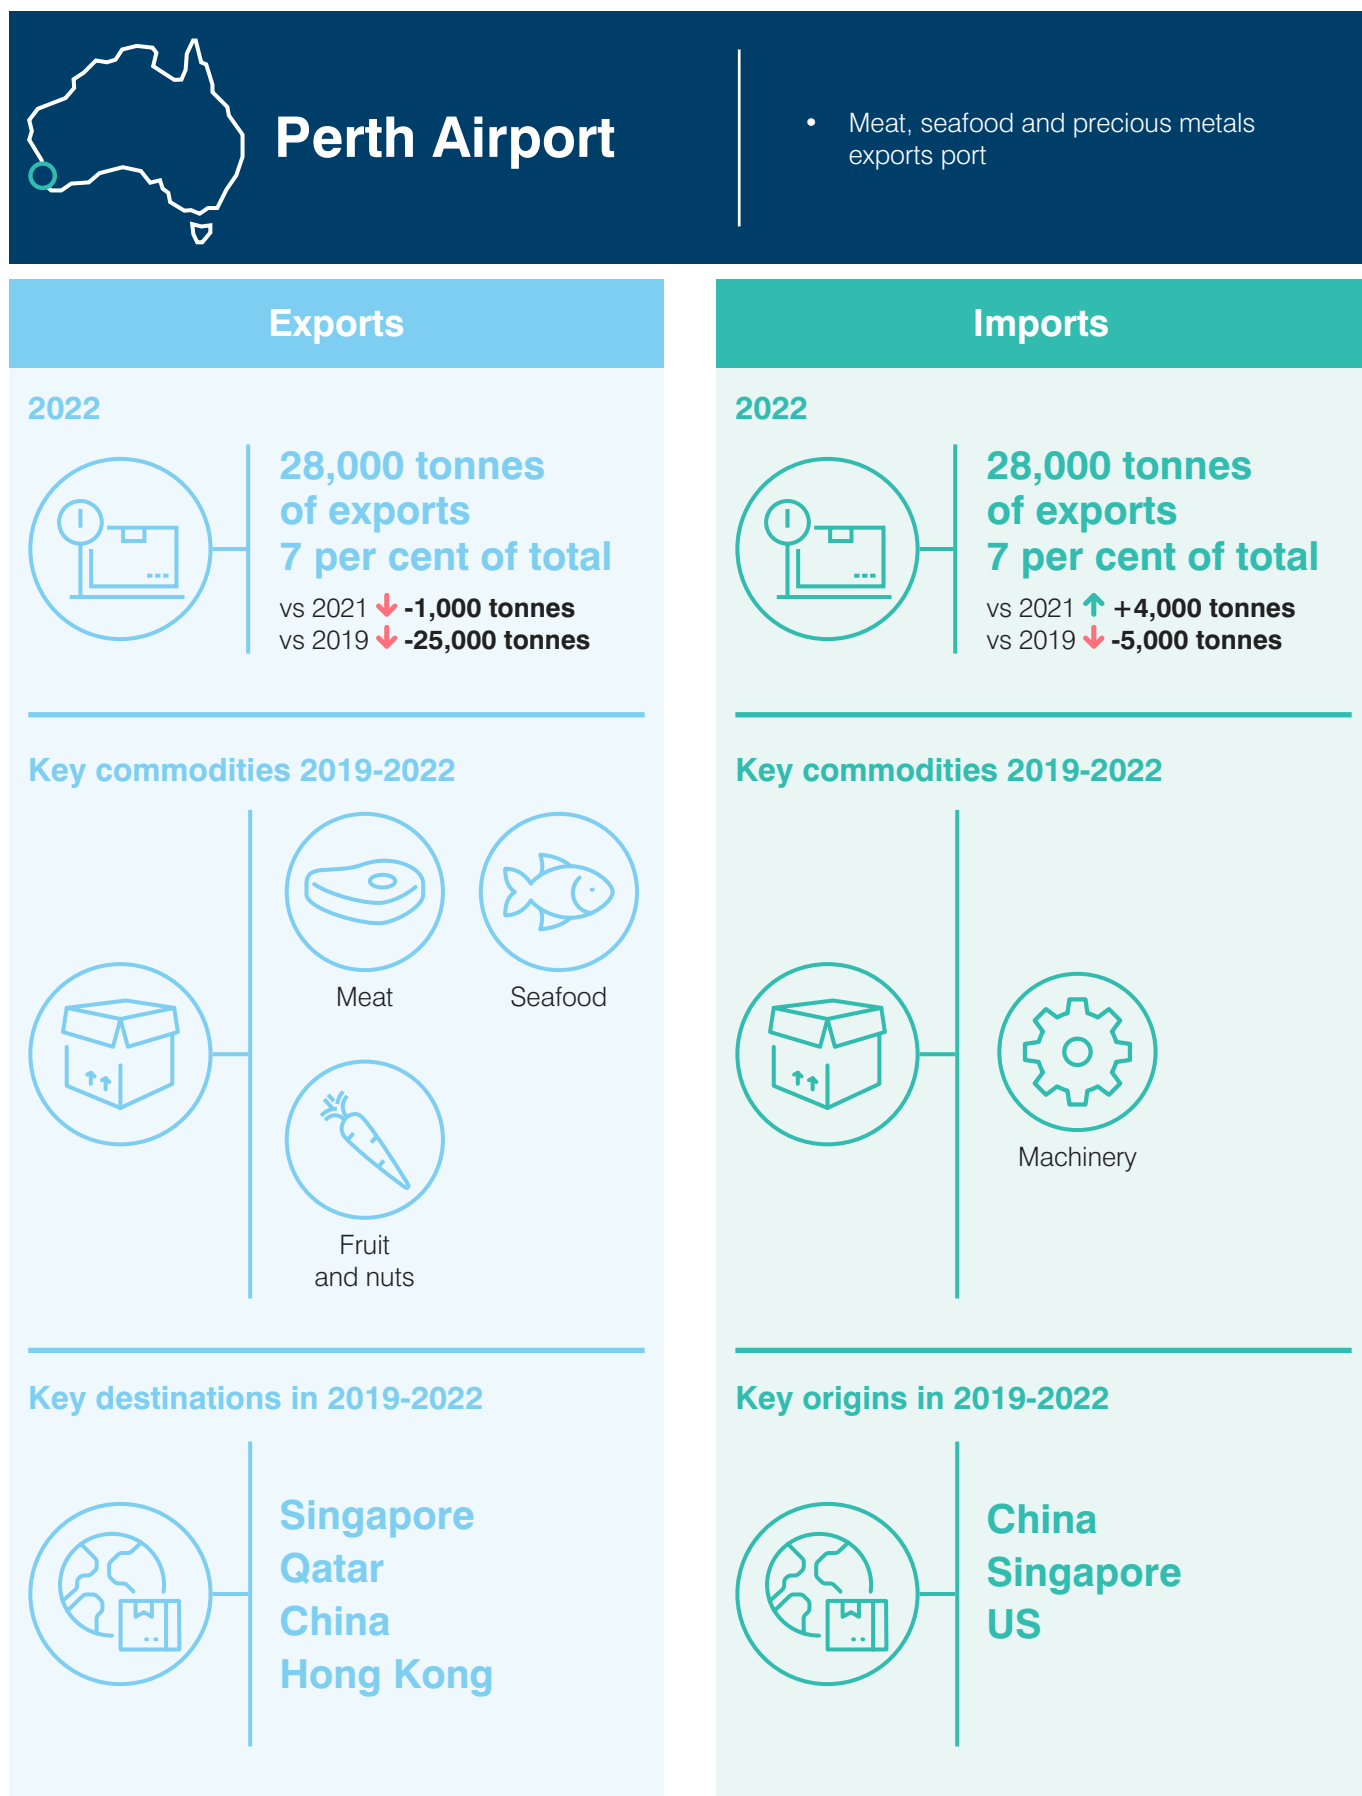 Perth Airport
• Meat, seafood and precious metals
exports port
Exports
2022
28,000 tonnes
of exports
7 per cent of total
vs 2021 -1,000 tonnes
vs 2019 -25,000 tonnes
Key commodities 2019-2022
Meat
Seafood
Fruit
and nuts
Key destinations in 2019-2022
Singapore
Qatar
China
Hong Kong
Imports
2022
28,000 tonnes
of exports
7 per cent of total
vs 2021 +4,000 tonnes
vs 2019 -5,000 tonnes
Key commodities 2019-2022
Machinery
Key origins in 2019-2022
China
Singapore
US